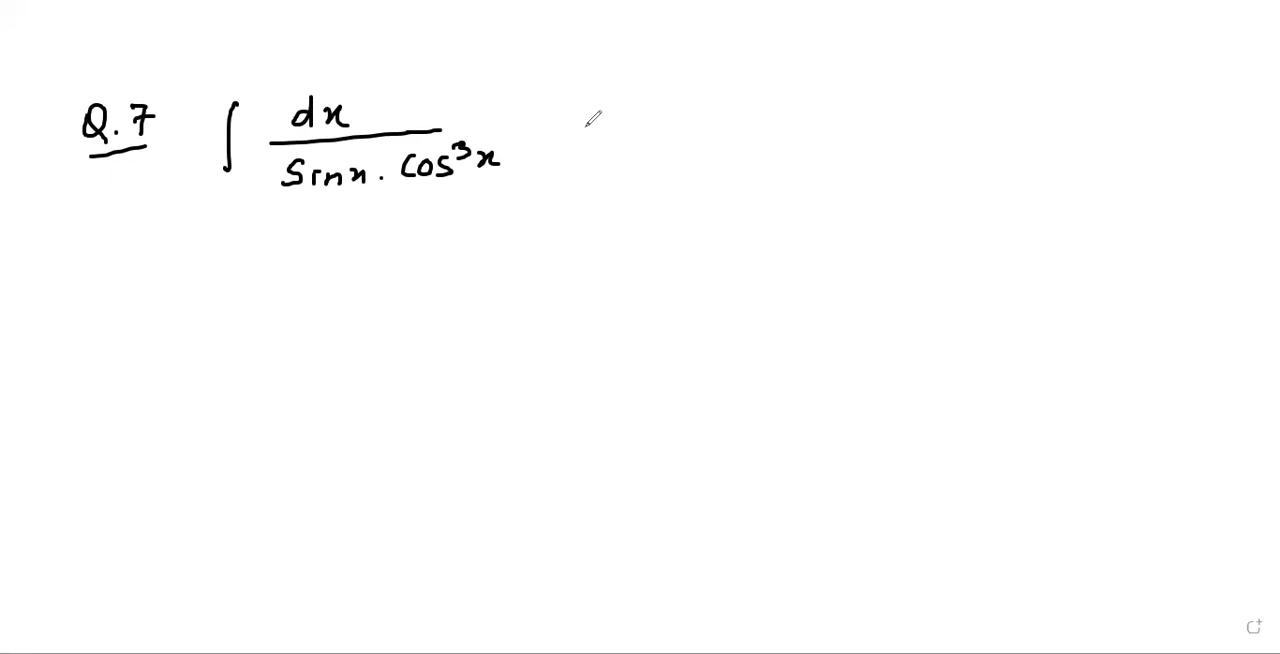 Q.7 ∫ dx / sinx . cos³x